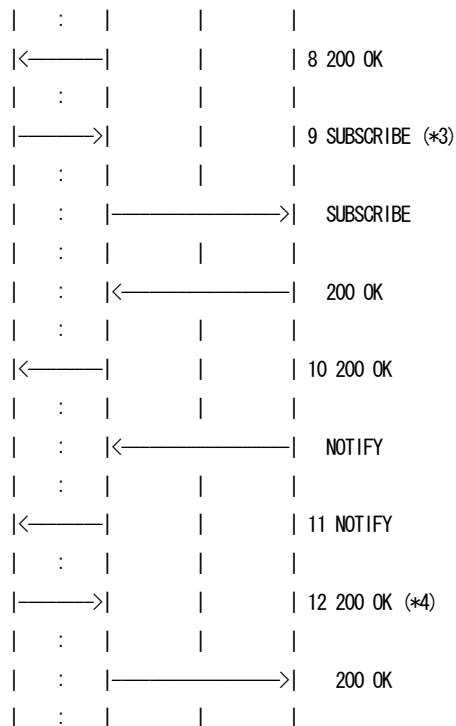 | : | | |
|<―――――| | | 8 200 OK
| : | | |
|―――――>| | | 9 SUBSCRIBE (*3)
| : | | |
| : |――――――――――>| SUBSCRIBE
| : | | |
| : |<――――――――――| 200 OK
| : | | |
|<―――――| | | 10 200 OK
| : | | |
| : |<――――――――――| NOTIFY
| : | | |
|<―――――| | | 11 NOTIFY
| : | | |
|―――――>| | | 12 200 OK (*4)
| : | | |
| : |――――――――――>| 200 OK
| : | | |